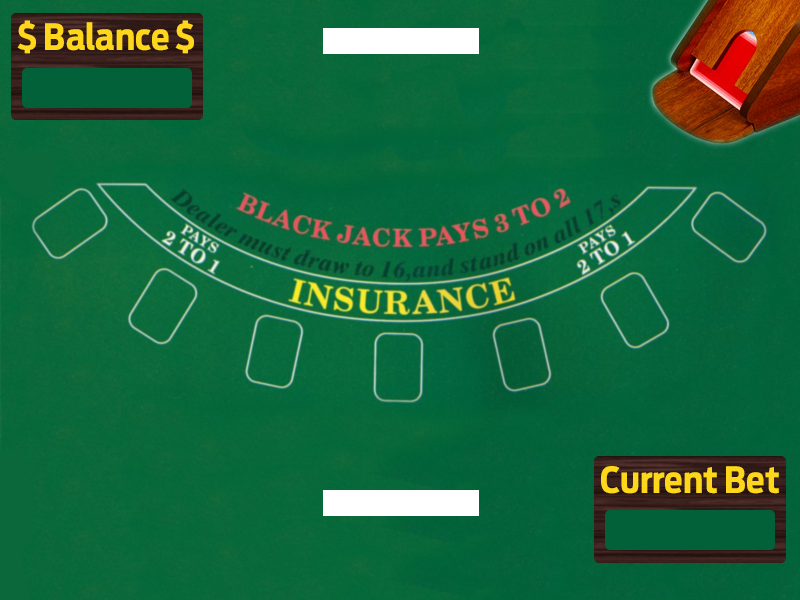 $ Balance $
BLACK JACK PAYS 3 TO 2
Dealer must draw to 16,and stand on all 17,s
PAYS
2 TO 1
INSURANCE
PAYS
2 TO 1
Current Bet